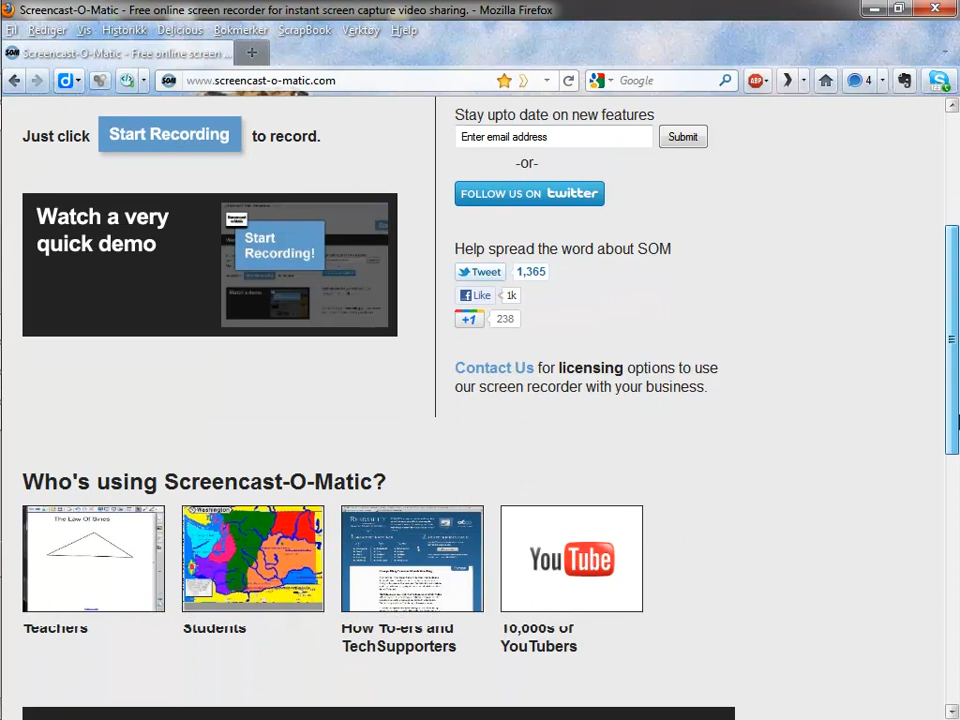 Screencast-O-Matic - Free online screen recorder for instant screen capture video sharing. - Mozilla Firefox
Fil Rediger Vis Historikk Delicious Bokmerker ScrapBook Verktøy Hjelp
Screencast-O-Matic - Free online screen ...
www.screencast-o-matic.com
Google
ABP
4
Just click Start Recording to record.
Stay upto date on new features
Enter email address Submit
-or-
FOLLOW US ON twitter
Watch a very
quick demo
Start
Recording!
Help spread the word about SOM
Tweet 1,365
Like 1k
+1 238
Contact Us for licensing options to use
our screen recorder with your business.
Who's using Screencast-O-Matic?
The Law Of Sines
Washington
You Tube
Teachers
Students
How To-ers and
TechSupporters
10,000s of
YouTubers